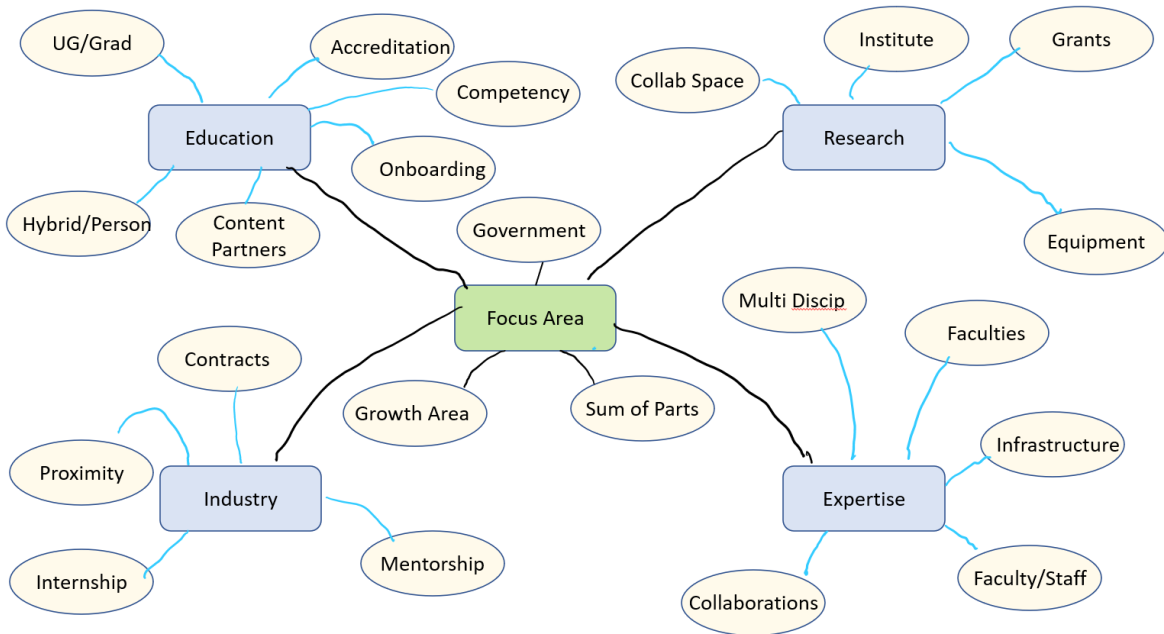 UG/Grad
Accreditation
Competency
Education
Onboarding
Hybrid/Person
Content
Partners
Institute
Grants
Collab Space
Research
Equipment
Government
Focus Area
Growth Area
Sum of Parts
Contracts
Proximity
Industry
Internship
Mentorship
Multi Discip
Faculties
Infrastructure
Expertise
Faculty/Staff
Collaborations